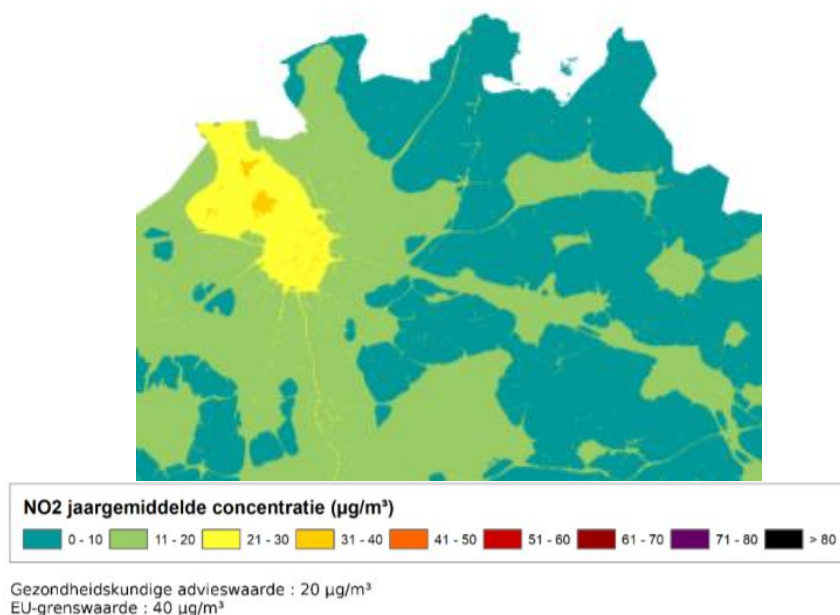 NO2 jaargemiddelde concentratie (µg/m³)
0 - 10 11 - 20 21 - 30 31 - 40 41 - 50 51 - 60 61 - 70 71 - 80 > 80
Gezondheidskundige advieswaarde : 20 µg/m³
EU-grenswaarde : 40 µg/m³